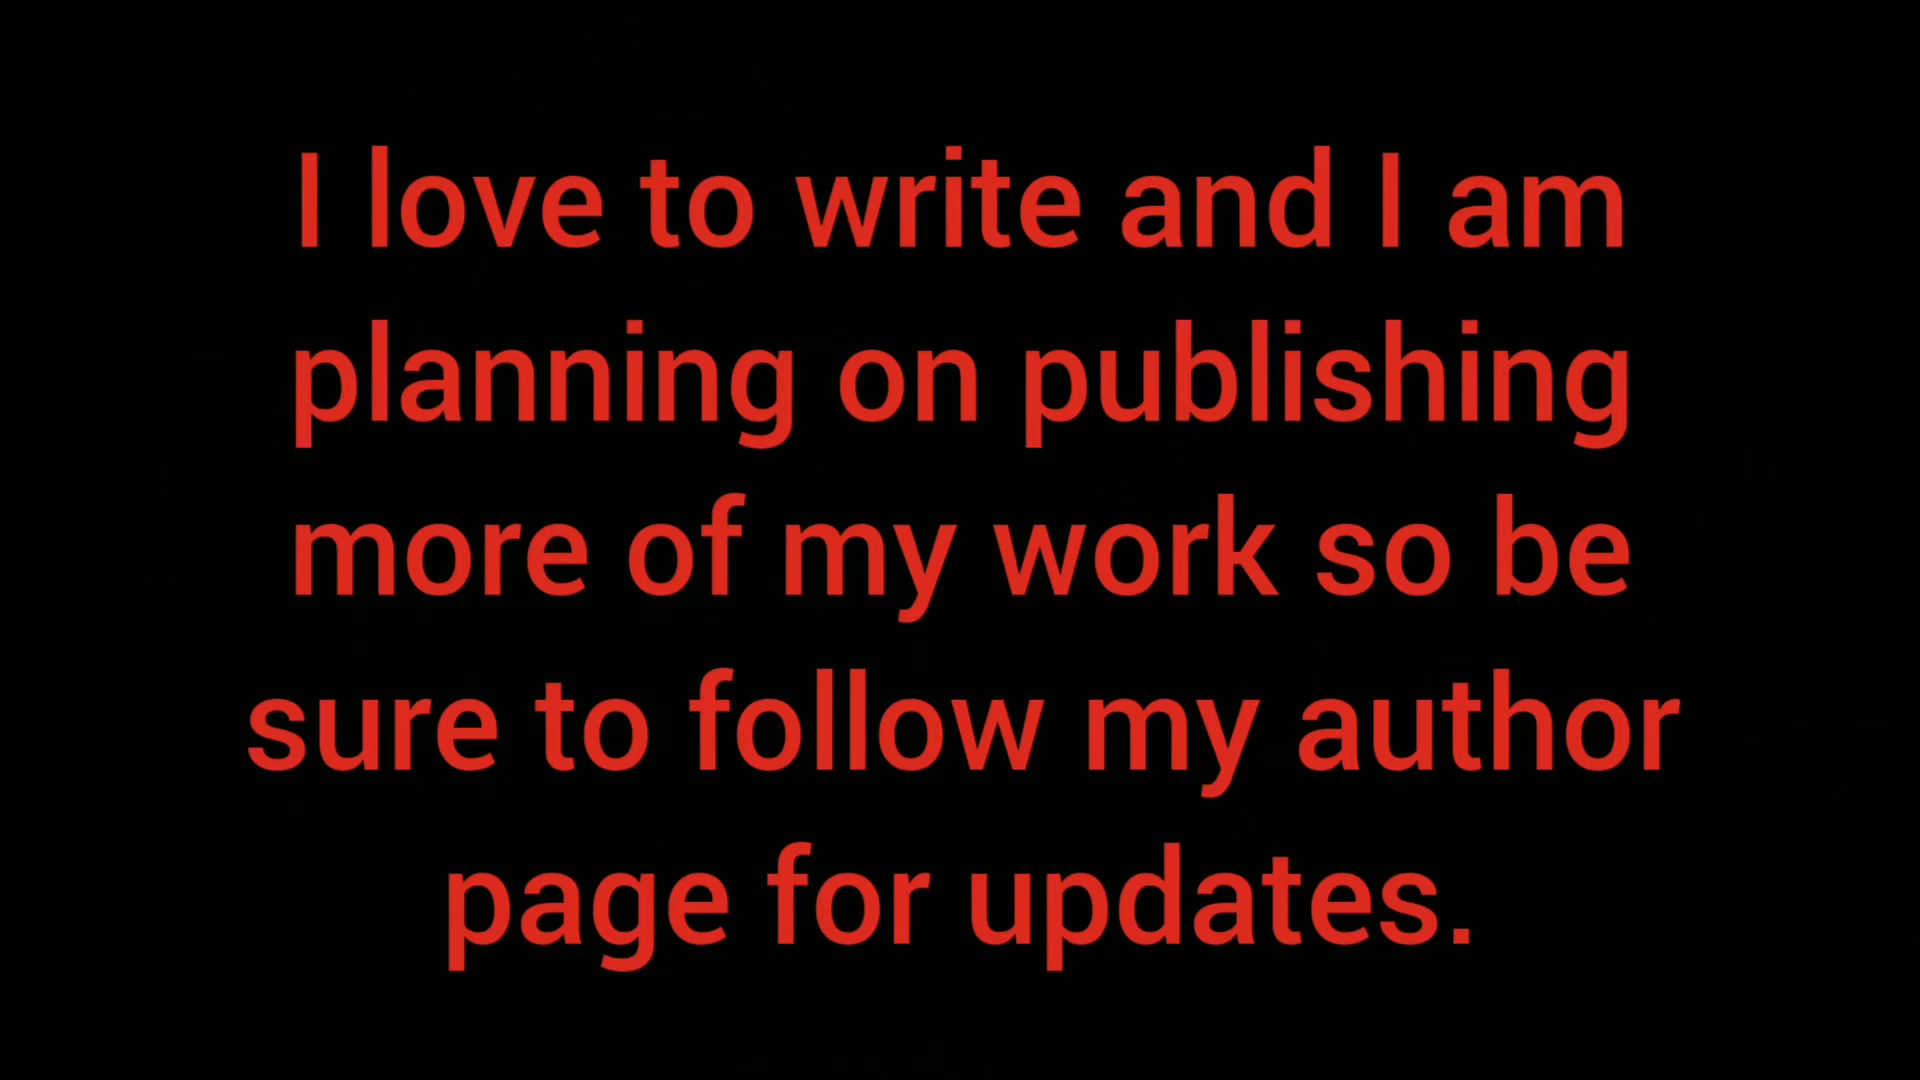 I love to write and I am
planning on publishing
more of my work so be
sure to follow my author
page for updates.